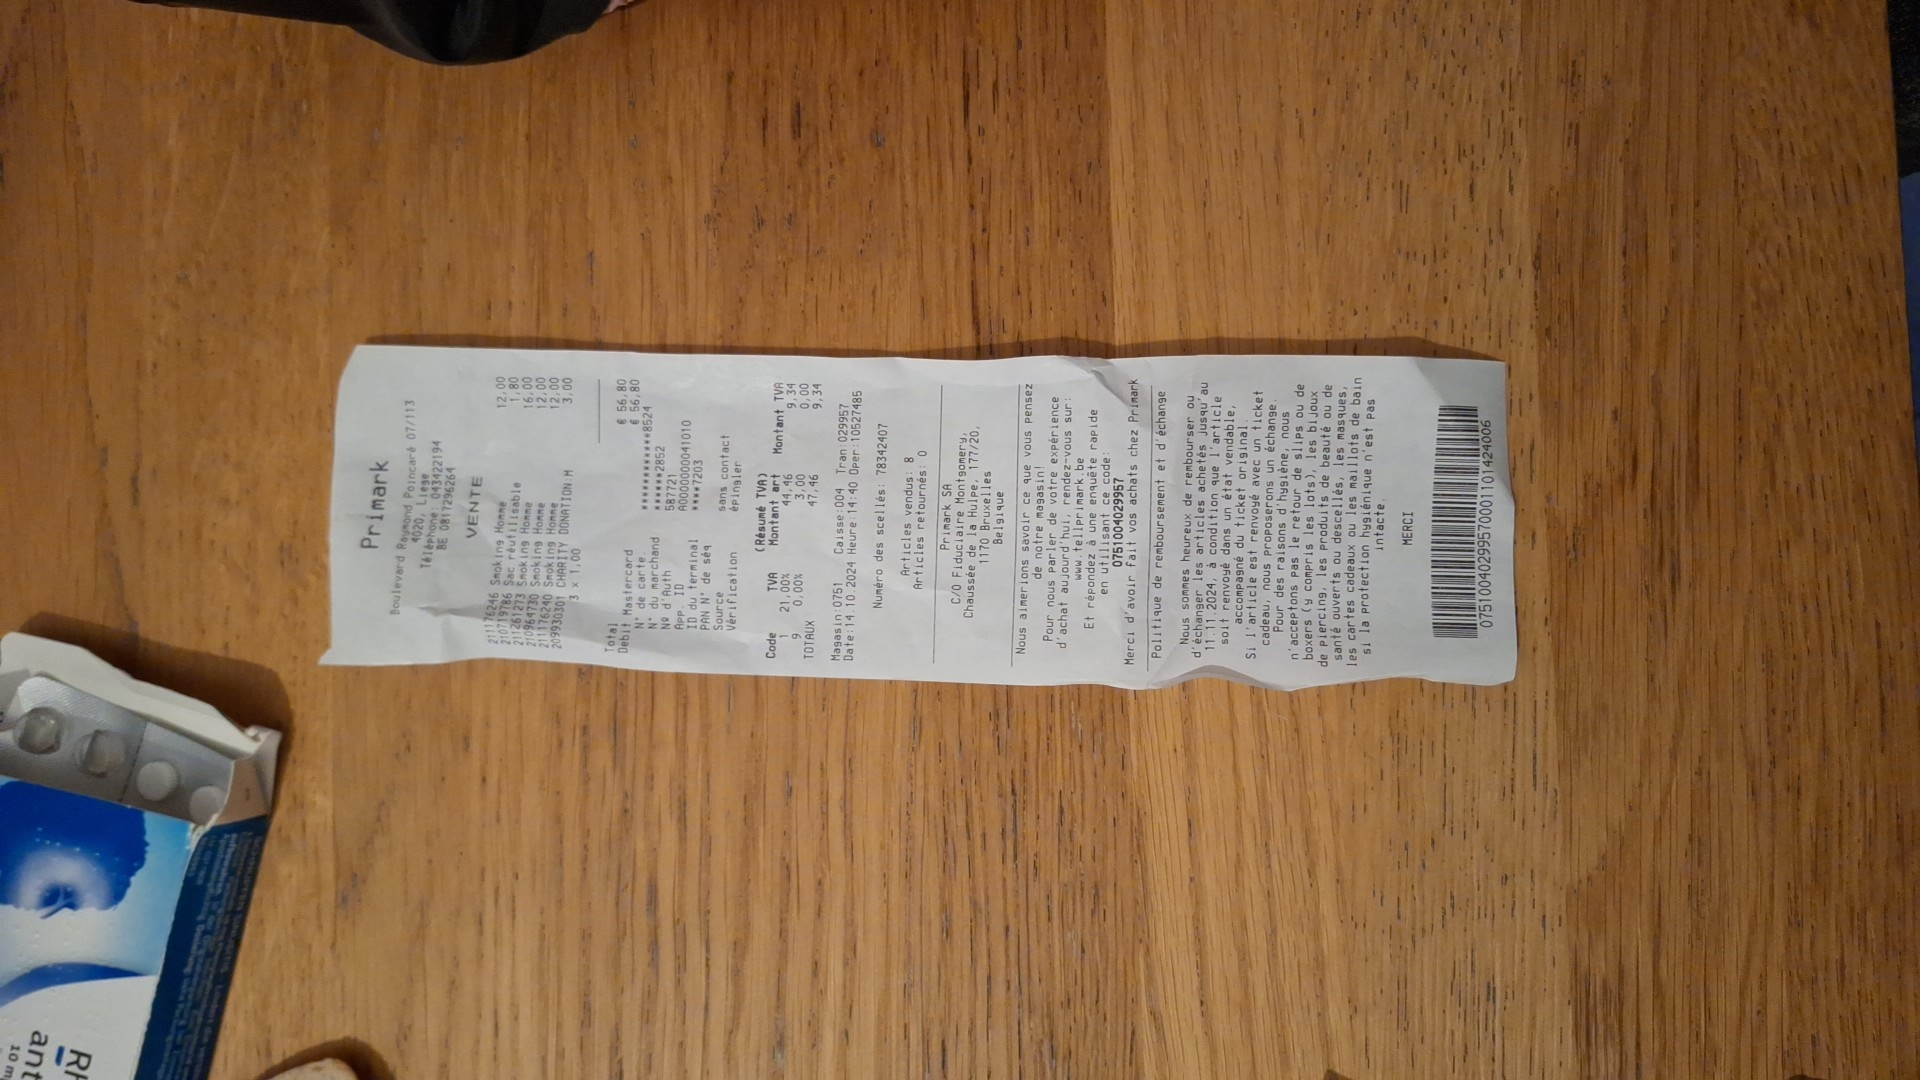 Primark
Boulevard Raymond Poincaré 07/113
4020, Liege
Téléphone: 043422194
BE 0817296264
VENTE
211176246 Smoking Homme 12,00
210719786 Sac réutilisable 1,80
211261273 Smoking Homme 16,00
210964730 Smoking Homme 12,00
211176240 Smoking Homme 12,00
209930301 CHARITY DONATION:M 3,00
3 x 1,00
Total € 56,80
Debit Mastercard € 56,80
N° de carte ************8524
N° du marchand ******2852
Nº d'Auth 587721
App. ID A0000000041010
ID du terminal ****7203
PAN N° de séq
Source sans contact
Vérification épingler
(Résumé TVA)
Code TVA Montant art Montant TVA
1 21,00% 44,46 9,34
9 0,00% 3,00 0,00
TOTAUX 47,46 9,34
Magasin:0751 Caisse:004 Tran:029957
Date:14.10.2024 Heure:14:40 Oper:10527485
Numéro des scellés: 78342407
Articles vendus: 8
Articles retournés: 0
Primark SA
C/O Fiduciaire Montgomery,
Chaussée de la Hulpe, 177/20,
1170 Bruxelles
Belgique
Nous aimerions savoir ce que vous pensez
de notre magasin!
Pour nous parler de votre expérience
d'achat aujourd'hui, rendez-vous sur:
www.tellprimark.be
Et répondez à une enquête rapide
en utilisant ce code:
0751004029957
Merci d'avoir fait vos achats chez Primark
Politique de remboursement et d'échange
Nous sommes heureux de rembourser ou
d'échanger les articles achetés jusqu'au
11.11.2024, à condition que l'article
soit renvoyé dans un état vendable,
accompagné du ticket original.
Si l'article est renvoyé avec un ticket
cadeau, nous proposerons un échange.
Pour des raisons d'hygiène, nous
n'acceptons pas le retour de slips ou de
boxers (y compris les lots), les bijoux
de piercing, les produits de beauté ou de
santé ouverts ou descellés, les masques,
les cartes cadeaux ou les maillots de bain
si la protection hygiénique n'est pas
intacte.
MERCI
07510040299570001101424006
10 m